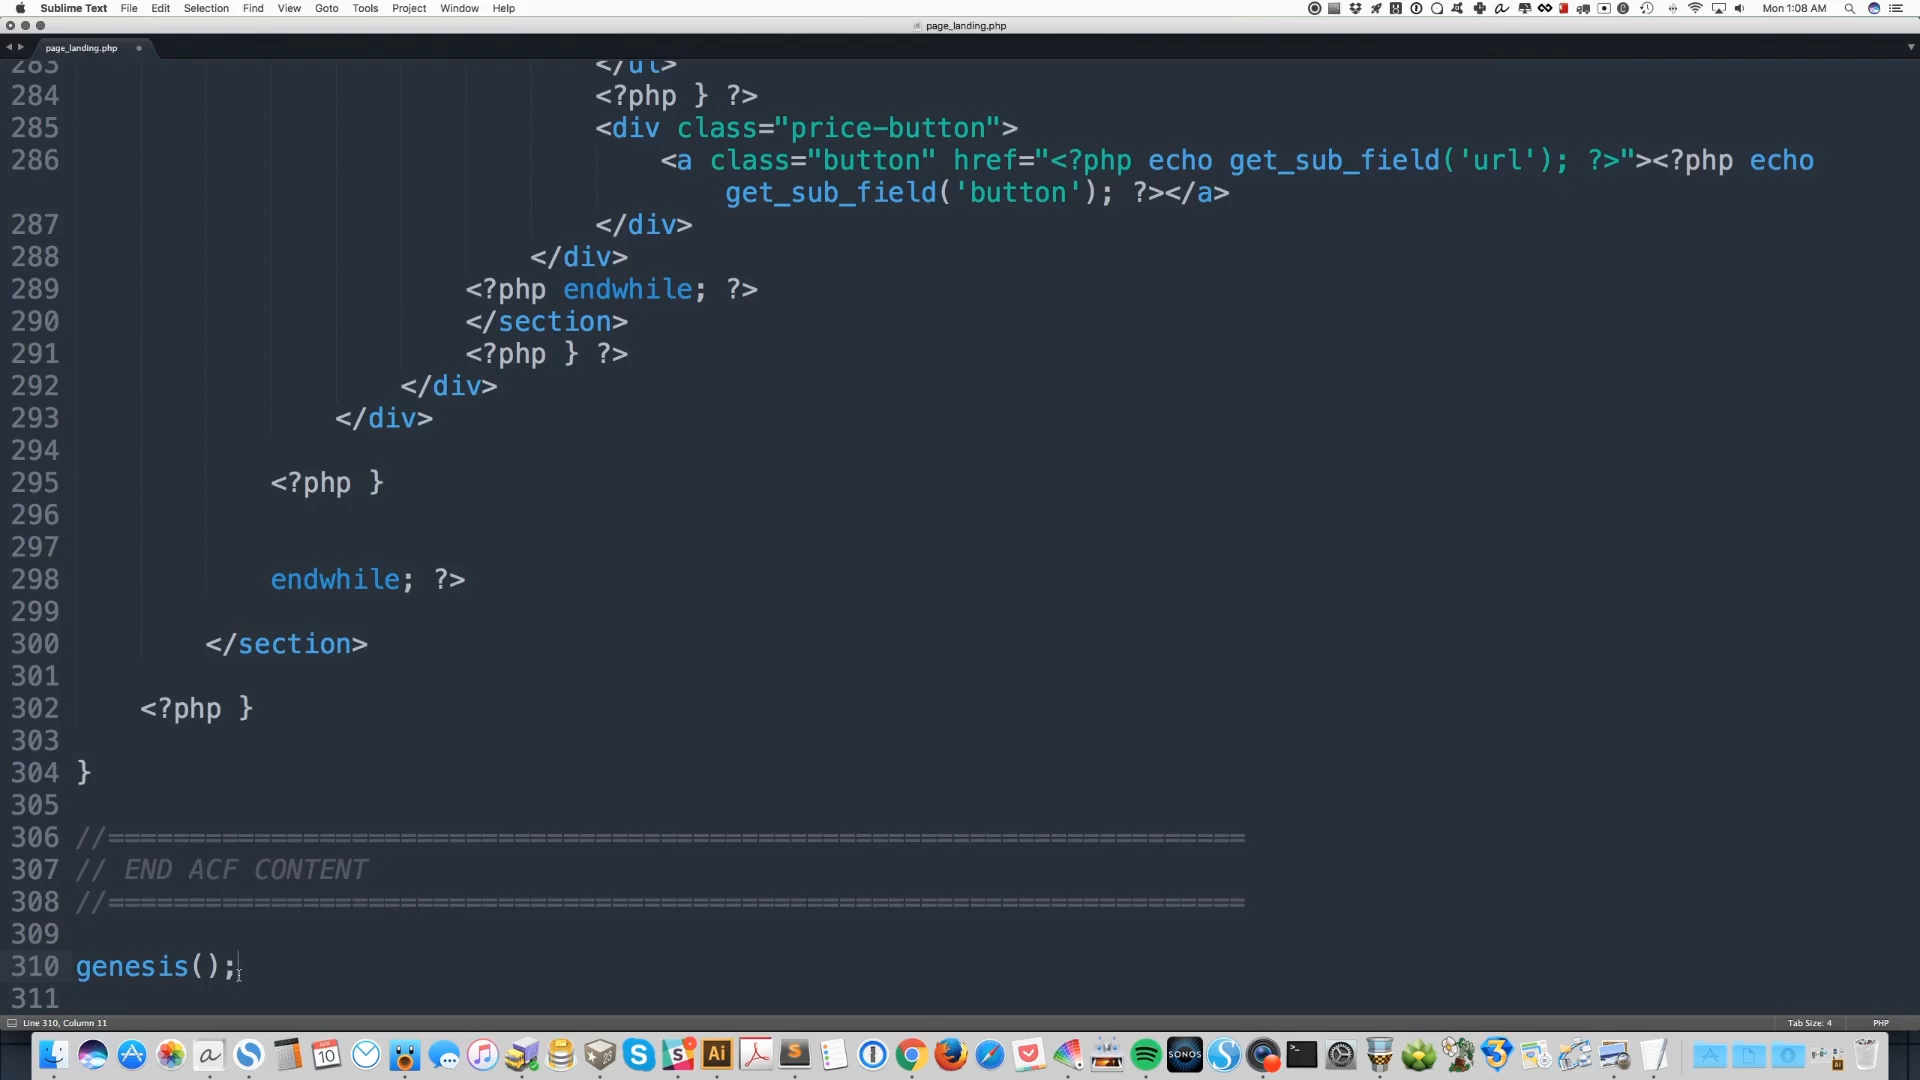 Sublime Text File Edit Selection Find View Goto Tools Project Window Help Mon 1:08 AM
page_landing.php
page_landing.php
283 </ul>
284 <?php } ?>
285 <div class="price-button">
286 <a class="button" href="<?php echo get_sub_field('url'); ?>"><?php echo
get_sub_field('button'); ?></a>
287 </div>
288 </div>
289 <?php endwhile; ?>
290 </section>
291 <?php } ?>
292 </div>
293 </div>
294
295 <?php }
296
297
298 endwhile; ?>
299
300 </section>
301
302 <?php }
303
304 }
305
306 //=======================================================================
307 // END ACF CONTENT
308 //=======================================================================
309
310 genesis();
311
Line 310, Column 11 Tab Size: 4 PHP